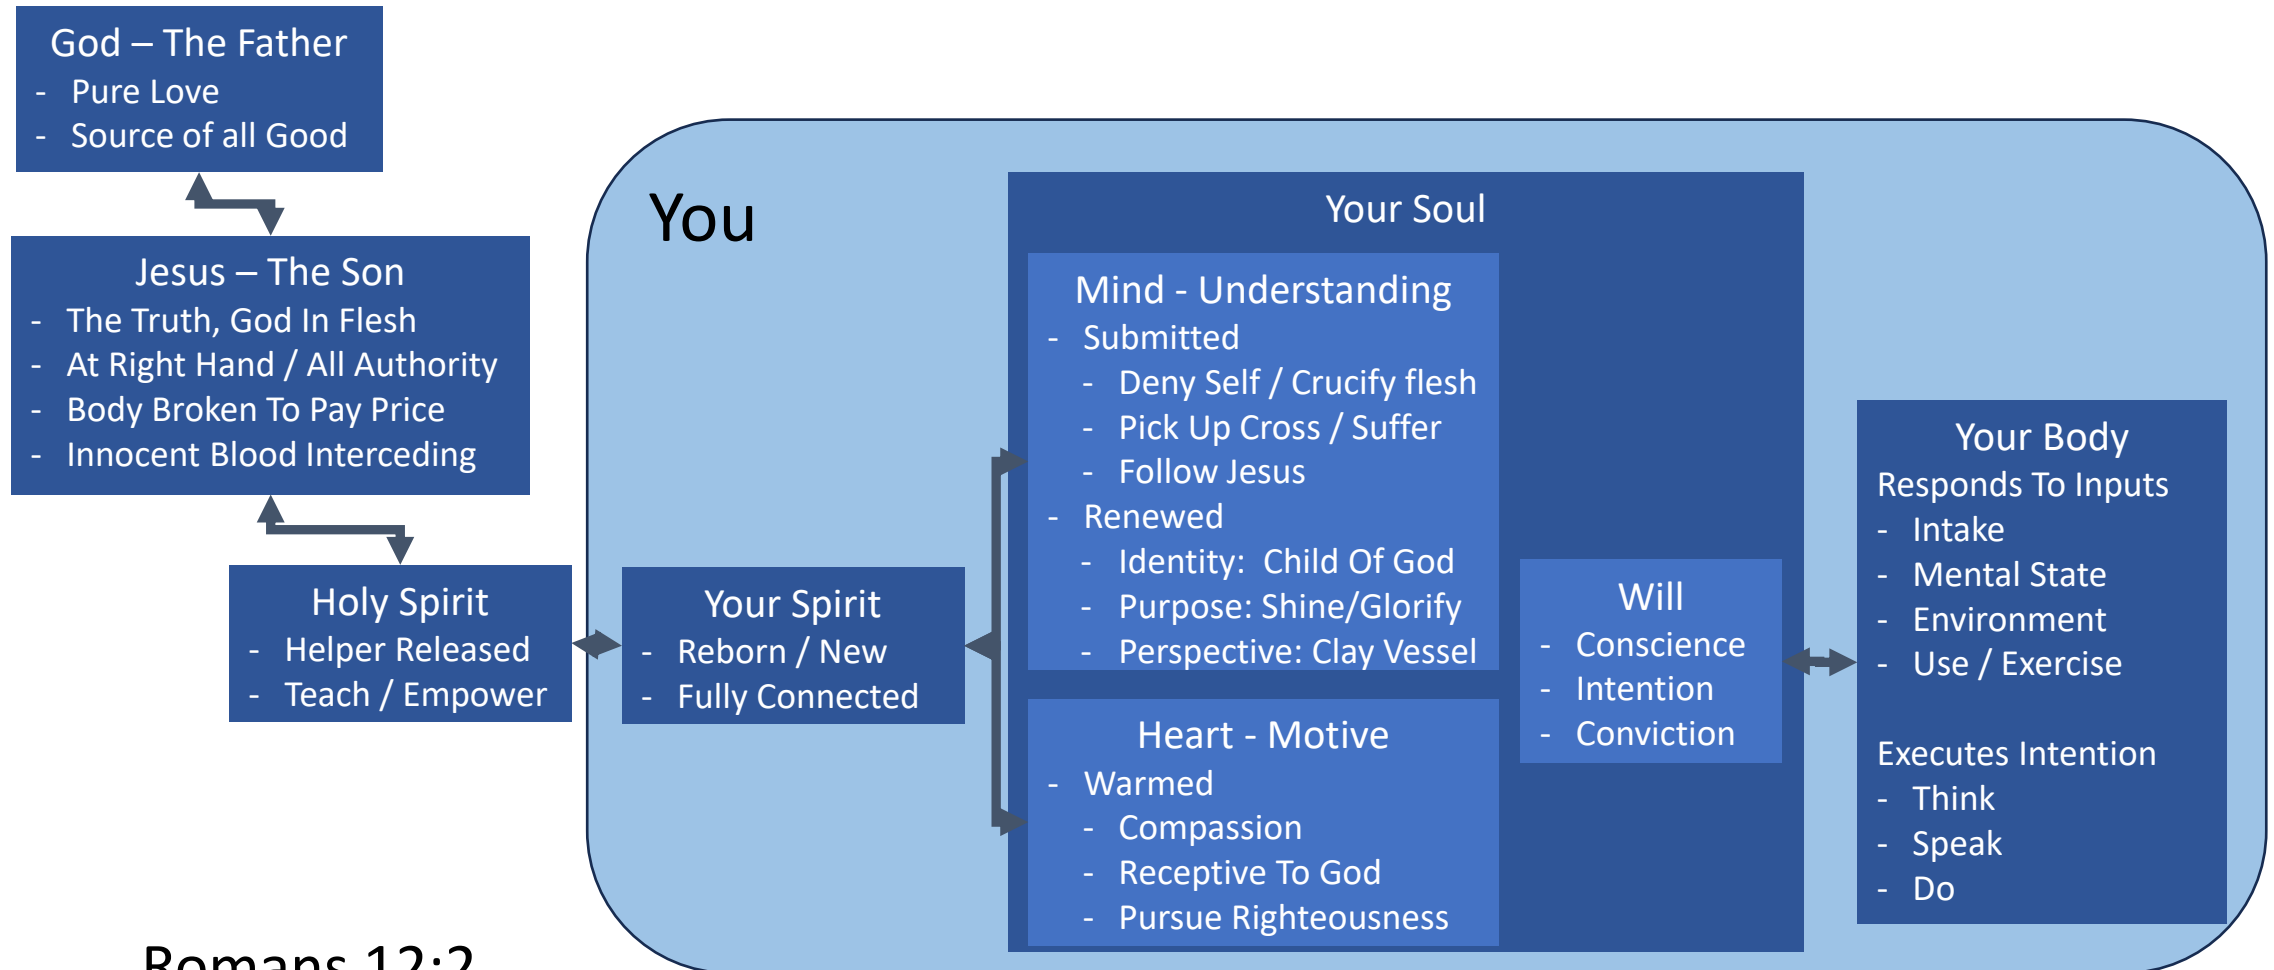 God – The Father
- Pure Love
- Source of all Good
Jesus – The Son
- The Truth, God In Flesh
- At Right Hand / All Authority
- Body Broken To Pay Price
- Innocent Blood Interceding
Holy Spirit
- Helper Released
- Teach / Empower
You
Your Spirit
- Reborn / New
- Fully Connected
Your Soul
Mind - Understanding
- Submitted
- Deny Self / Crucify flesh
- Pick Up Cross / Suffer
- Follow Jesus
- Renewed
- Identity:  Child Of God
- Purpose: Shine/Glorify
- Perspective: Clay Vessel
Heart - Motive
- Warmed
- Compassion
- Receptive To God
- Pursue Righteousness
Will
- Conscience
- Intention
- Conviction
Your Body
Responds To Inputs
- Intake
- Mental State
- Environment
- Use / Exercise
Executes Intention
- Think
- Speak
- Do
Romans 12:2